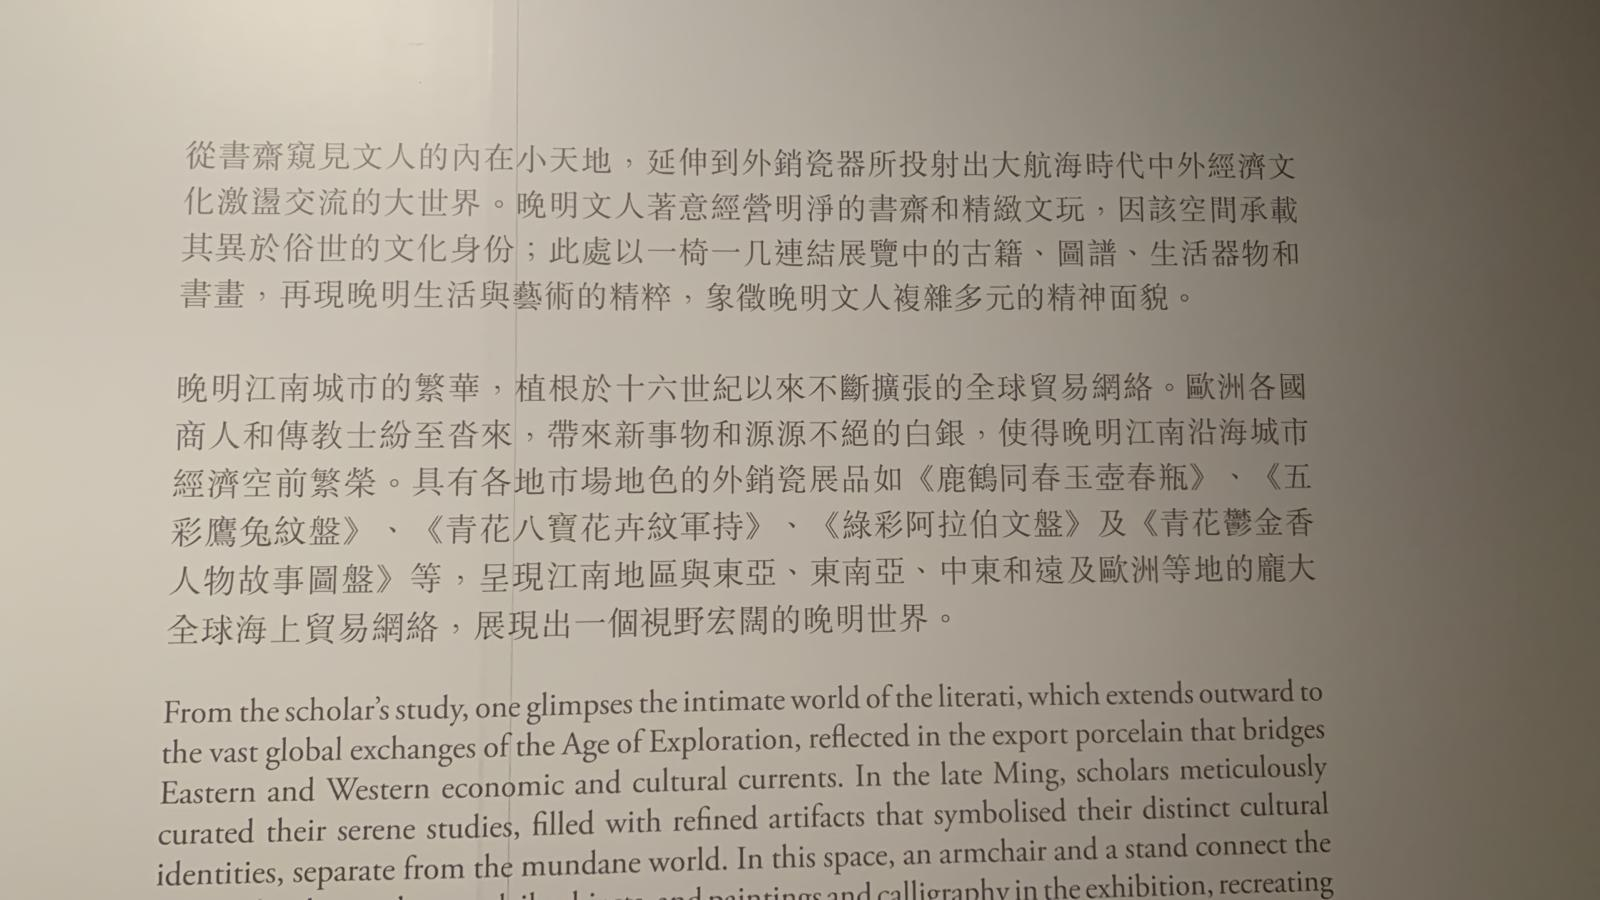 從書齋窺見文人的內在小天地，延伸到外銷瓷器所投射出大航海時代中外經濟文
化激盪交流的大世界。晚明文人著意經營明淨的書齋和精緻文玩，因該空間承載
其異於俗世的文化身份；此處以一椅一几連結展覽中的古籍、圖譜、生活器物和
書畫，再現晚明生活與藝術的精粹，象徵晚明文人複雜多元的精神面貌。
晚明江南城市的繁華，植根於十六世紀以來不斷擴張的全球貿易網絡。歐洲各國
商人和傳教士紛至沓來，帶來新事物和源源不絕的白銀，使得晚明江南沿海城市
經濟空前繁榮。具有各地市場地色的外銷瓷展品如《鹿鶴同春玉壺春瓶》、《五
彩鷹兔紋盤》、《青花八寶花卉紋軍持》、《綠彩阿拉伯文盤》及《青花鬱金香
人物故事圖盤》等，呈現江南地區與東亞、東南亞、中東和遠及歐洲等地的龐大
全球海上貿易網絡，展現出一個視野宏闊的晚明世界。
From the scholar’s study, one glimpses the intimate world of the literati, which extends outward to
the vast global exchanges of the Age of Exploration, reflected in the export porcelain that bridges
Eastern and Western economic and cultural currents. In the late Ming, scholars meticulously
curated their serene studies, filled with refined artifacts that symbolised their distinct cultural
identities, separate from the mundane world. In this space, an armchair and a stand connect the
and paintings and calligraphy in the exhibition, recreating